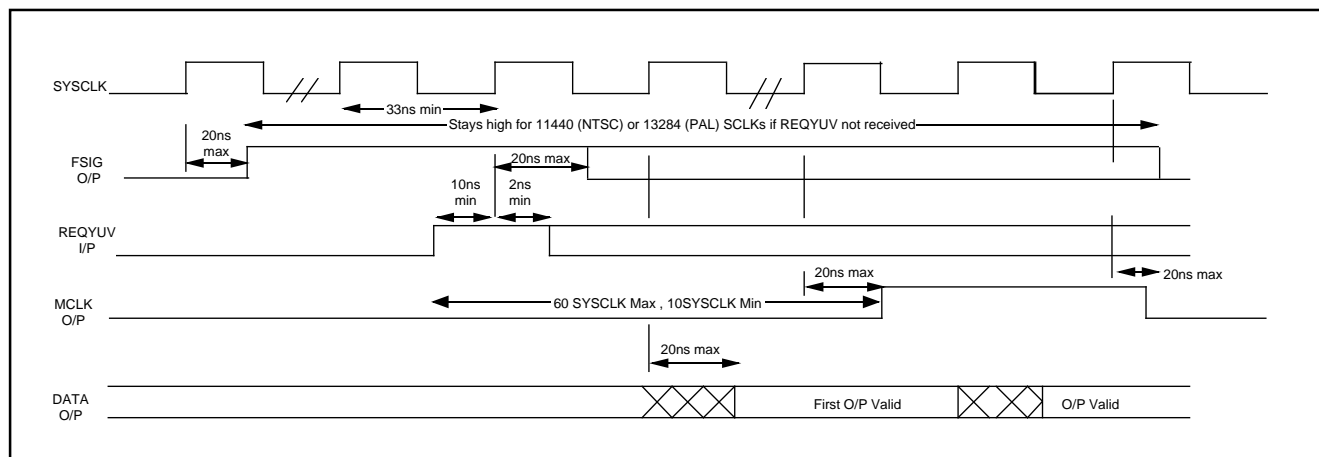 SYSCLK
33ns min
Stays high for 11440 (NTSC) or 13284 (PAL) SCLKs if REQYUV not received
20ns
max
FSIG
O/P
20ns max
10ns
min
2ns
min
REQYUV
I/P
20ns max
20ns max
60 SYSCLK Max , 10SYSCLK Min
MCLK
O/P
20ns max
DATA
O/P
First O/P Valid
O/P Valid